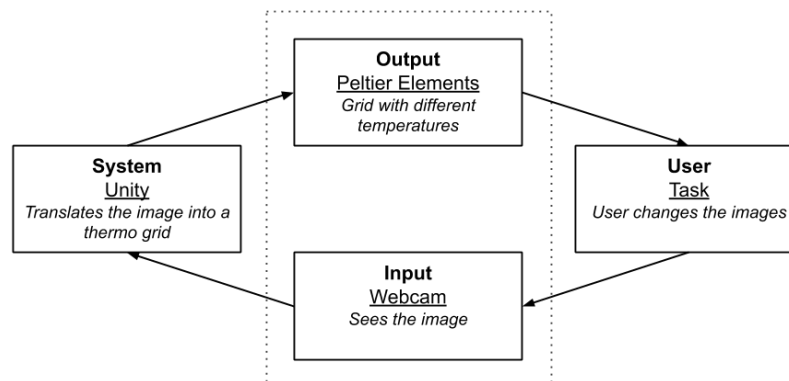 Output
Peltier Elements
Grid with different
temperatures
System
Unity
Translates the image into a
thermo grid
User
Task
User changes the images
Input
Webcam
Sees the image